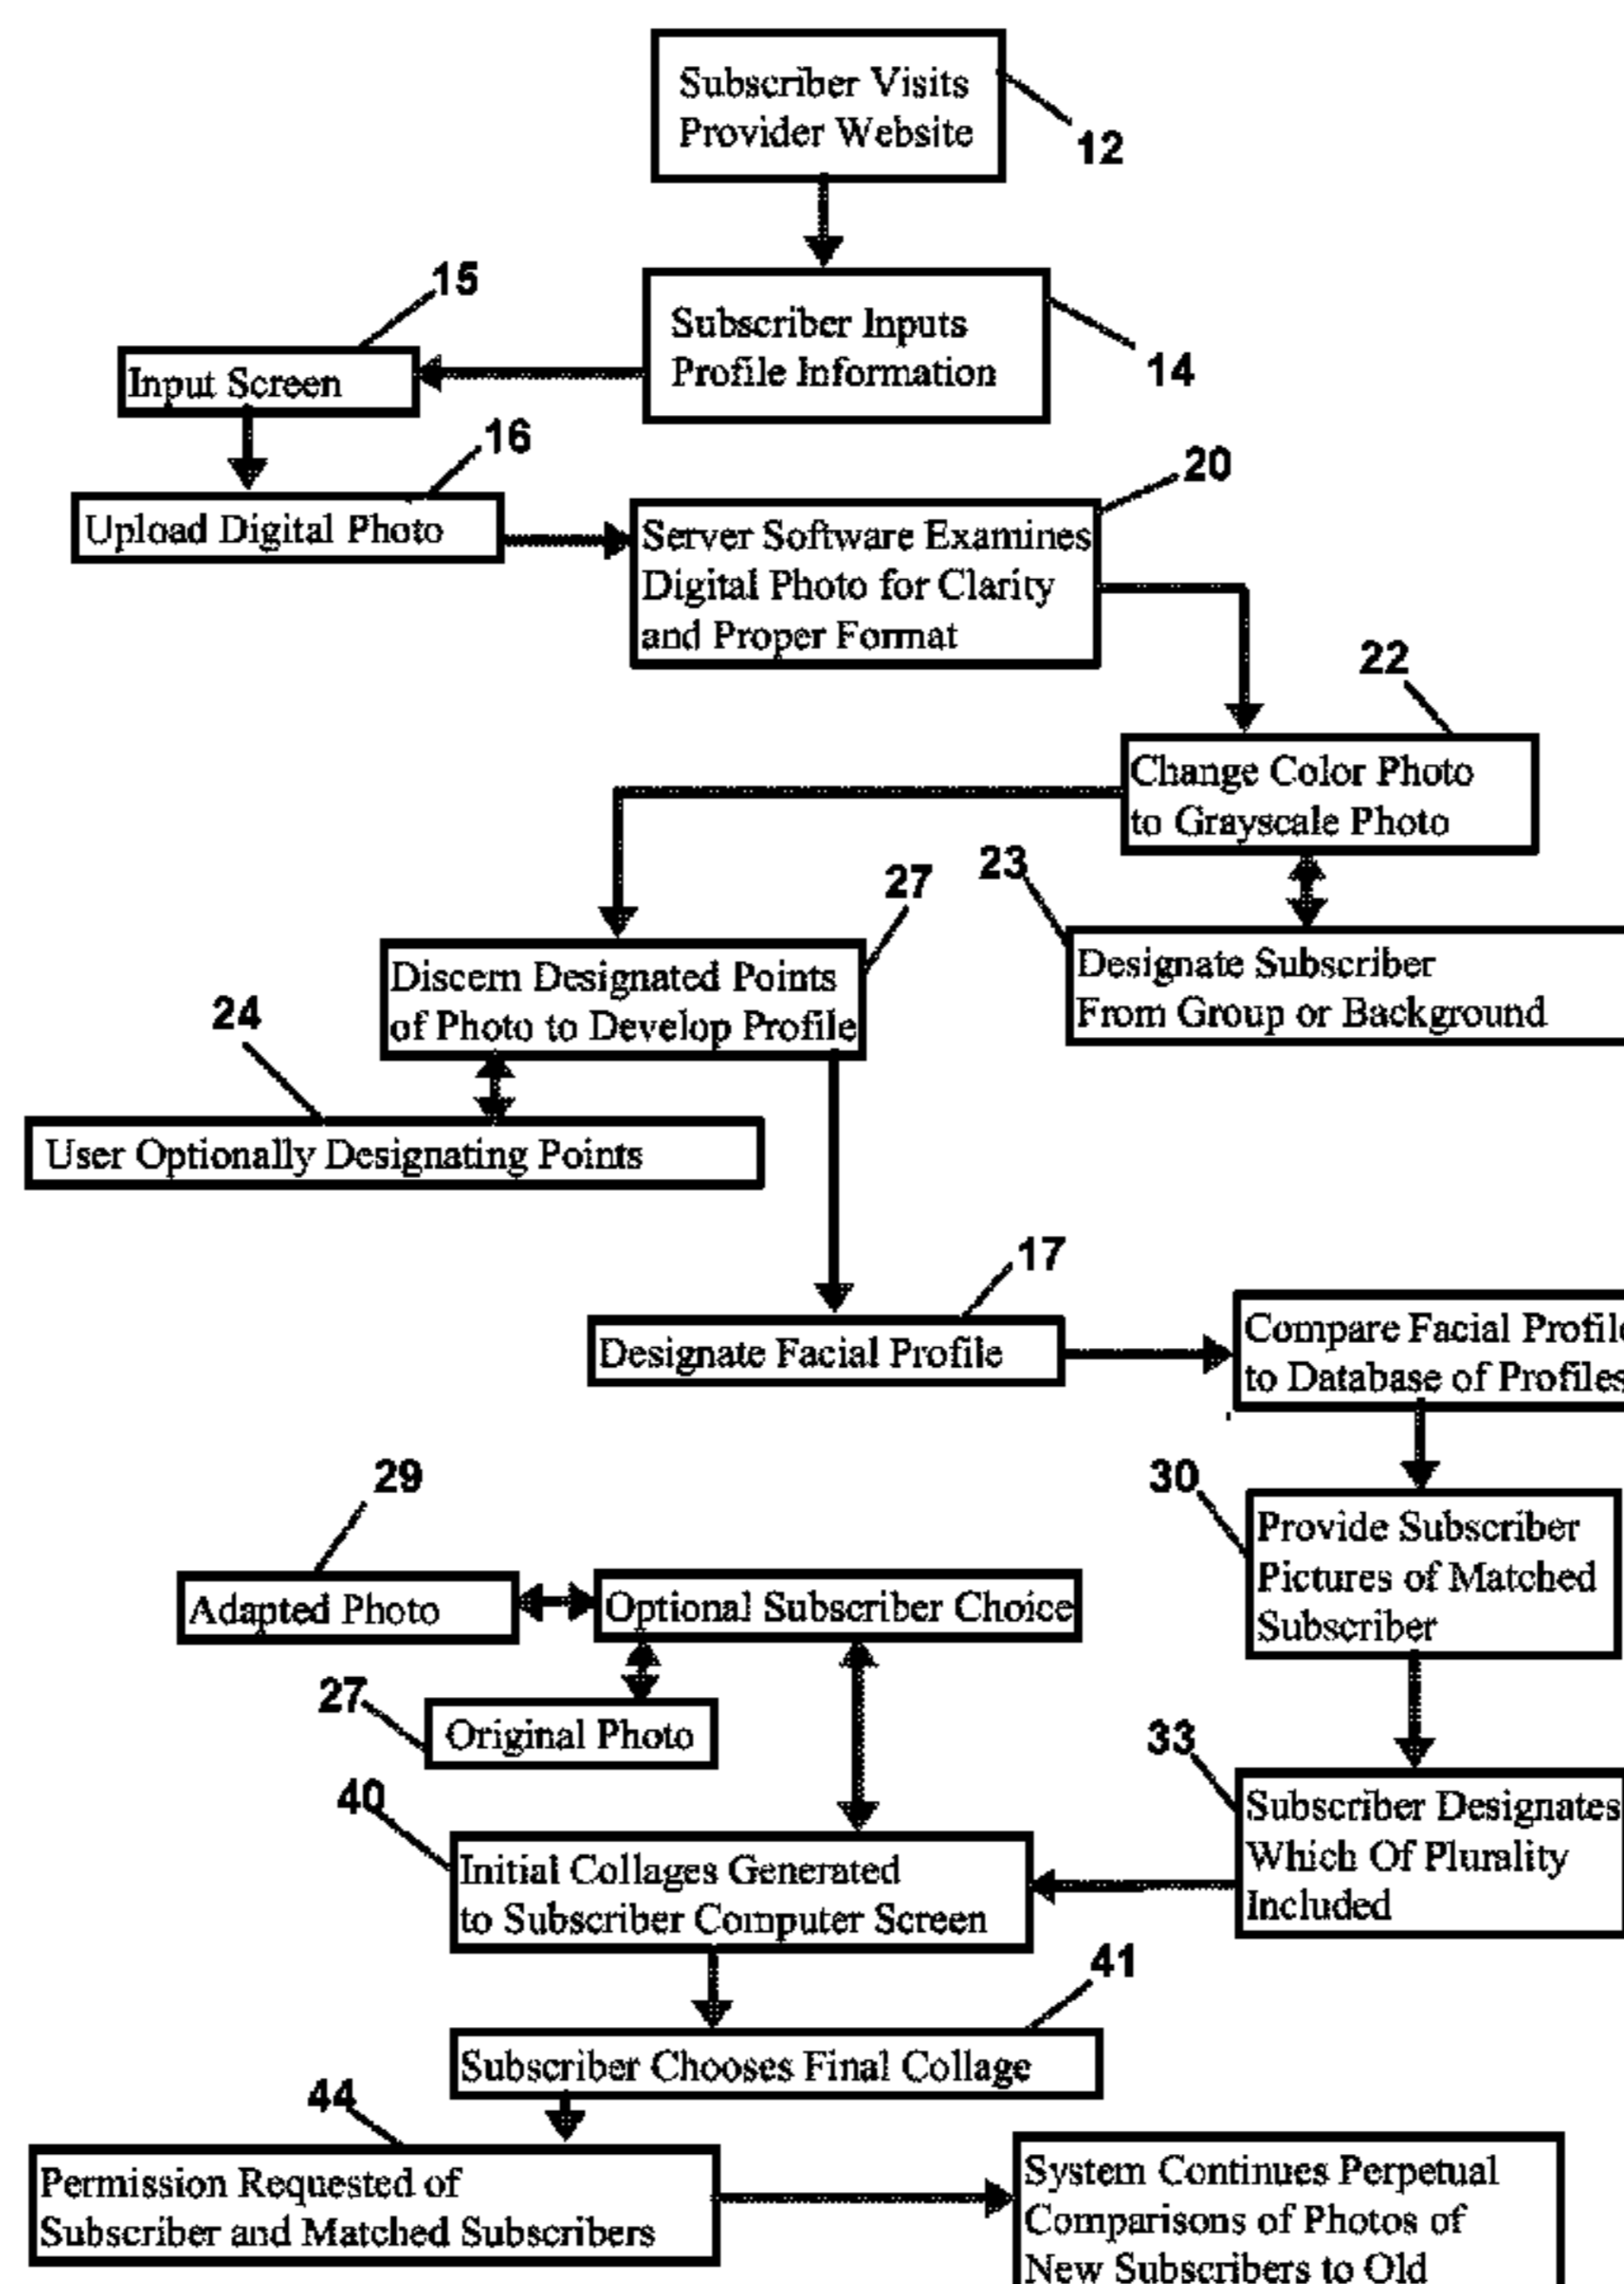 Subscriber Visits
Provider Website
12
Subscriber Inputs
Profile Information
14
15
Input Screen
16
Upload Digital Photo
20
Server Software Examines
Digital Photo for Clarity
and Proper Format
22
Change Color Photo
to Grayscale Photo
23
Designate Subscriber
From Group or Background
27
Discern Designated Points
of Photo to Develop Profile
24
User Optionally Designating Points
17
Designate Facial Profile
Compare Facial Profile
to Database of Profiles
30
Provide Subscriber
Pictures of Matched
Subscriber
29
Adapted Photo
Optional Subscriber Choice
27
Original Photo
33
Subscriber Designates
Which Of Plurality
Included
40
Initial Collages Generated
to Subscriber Computer Screen
41
Subscriber Chooses Final Collage
44
Permission Requested of
Subscriber and Matched Subscribers
System Continues Perpetual
Comparisons of Photos of
New Subscribers to Old